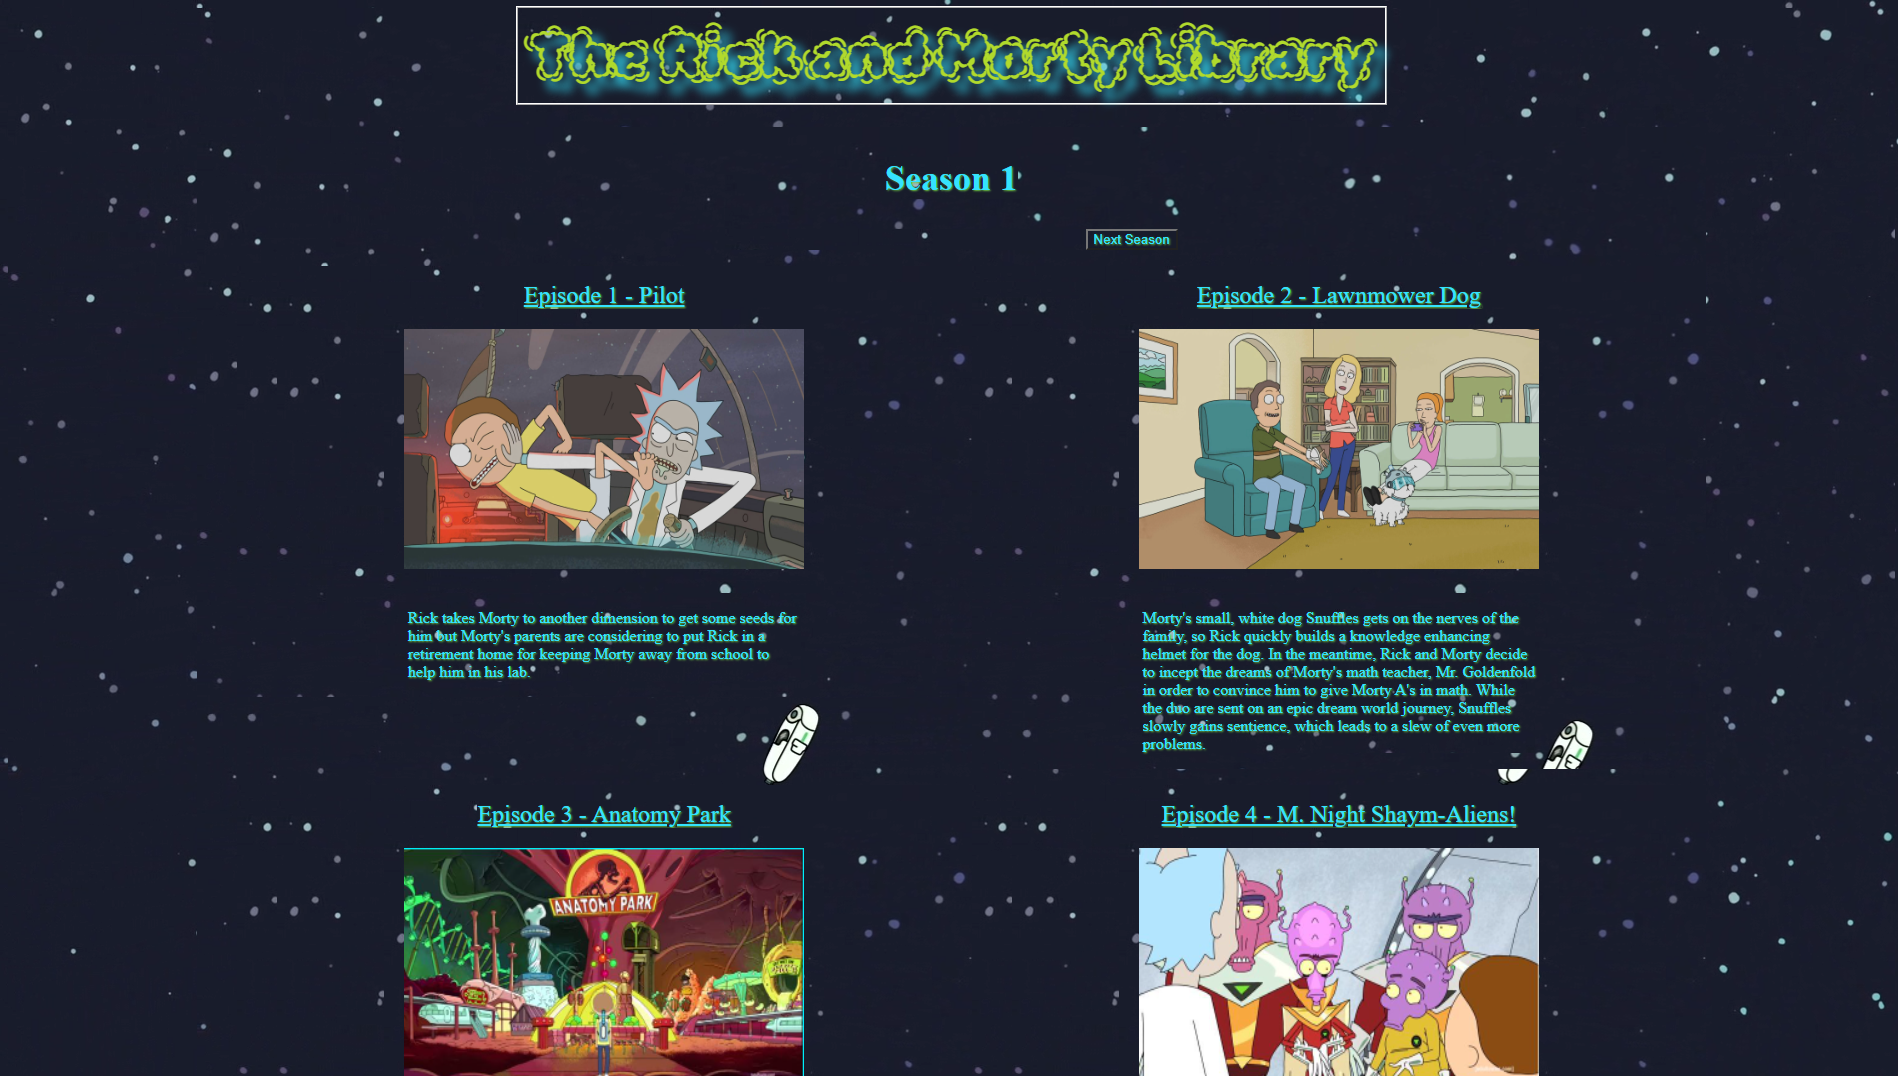 The Rick and Morty Library
Season 1
Next Season
Episode 1 - Pilot
Episode 2 - Lawnmower Dog
Rick takes Morty to another dimension to get some seeds for
him but Morty's parents are considering to put Rick in a
retirement home for keeping Morty away from school to
help him in his lab.
Morty's small, white dog Snuffles gets on the nerves of the
family, so Rick quickly builds a knowledge enhancing
helmet for the dog. In the meantime, Rick and Morty decide
to incept the dreams of Morty's math teacher, Mr. Goldenfold
in order to convince him to give Morty A's in math. While
the duo are sent on an epic dream world journey, Snuffles
slowly gains sentience, which leads to a slew of even more
problems.
Episode 3 - Anatomy Park
Episode 4 - M. Night Shaym-Aliens!
ANATOMY PARK